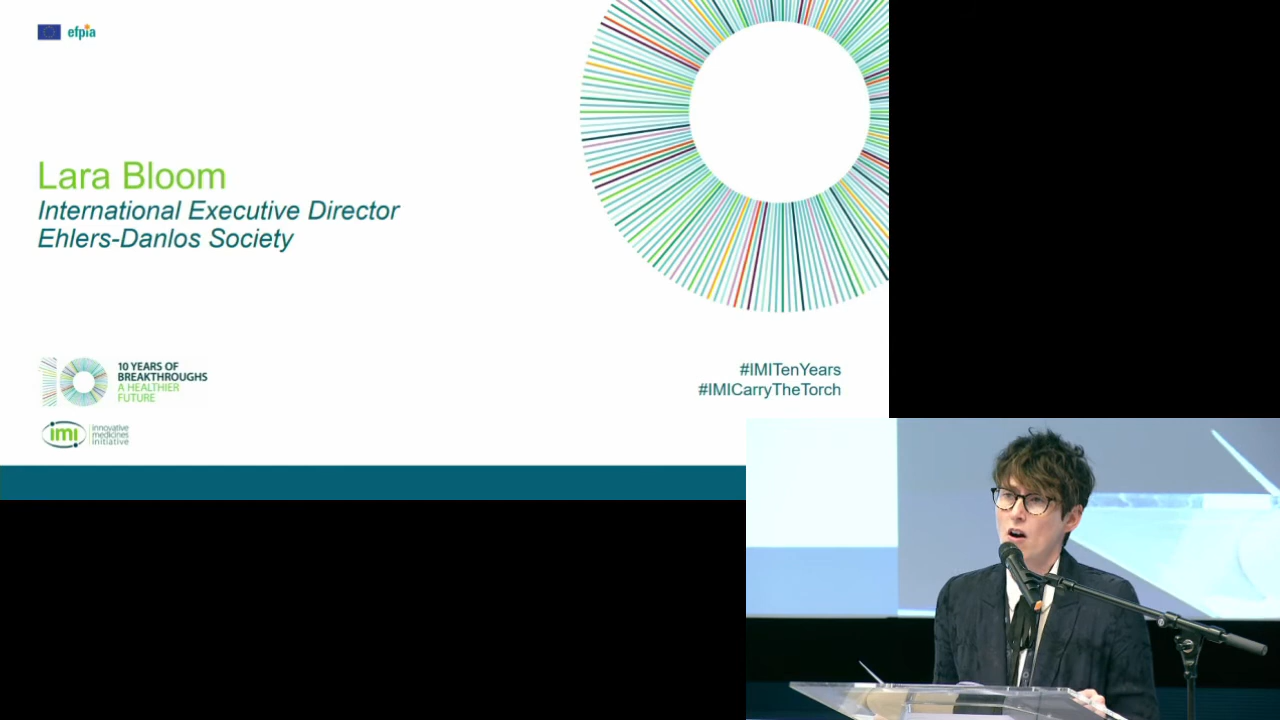 efpia
Lara Bloom
International Executive Director
Ehlers-Danlos Society
10 YEARS OF
BREAKTHROUGHS
A HEALTHIER
FUTURE
imi
innovative
medicines
initiative
#IMITenYears
#IMICarryTheTorch